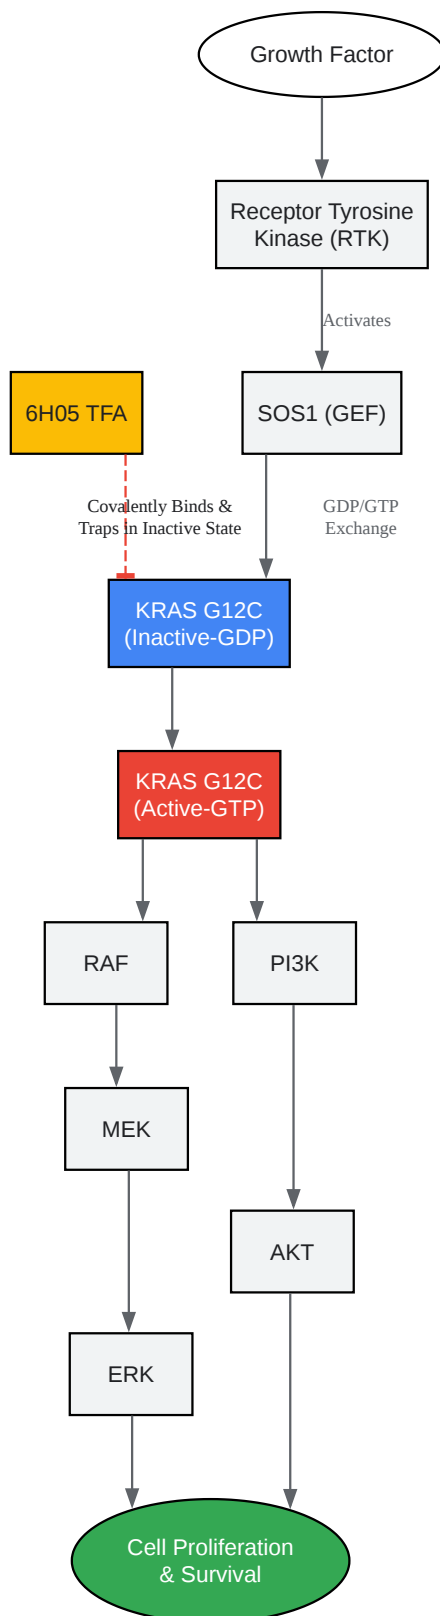 Growth Factor
Receptor Tyrosine
Kinase (RTK)
Activates
6H05 TFA
SOS1 (GEF)
Covalently Binds &
Traps in Inactive State
GDP/GTP
Exchange
KRAS G12C
(Inactive-GDP)
KRAS G12C
(Active-GTP)
RAF
PI3K
MEK
AKT
ERK
Cell Proliferation
& Survival